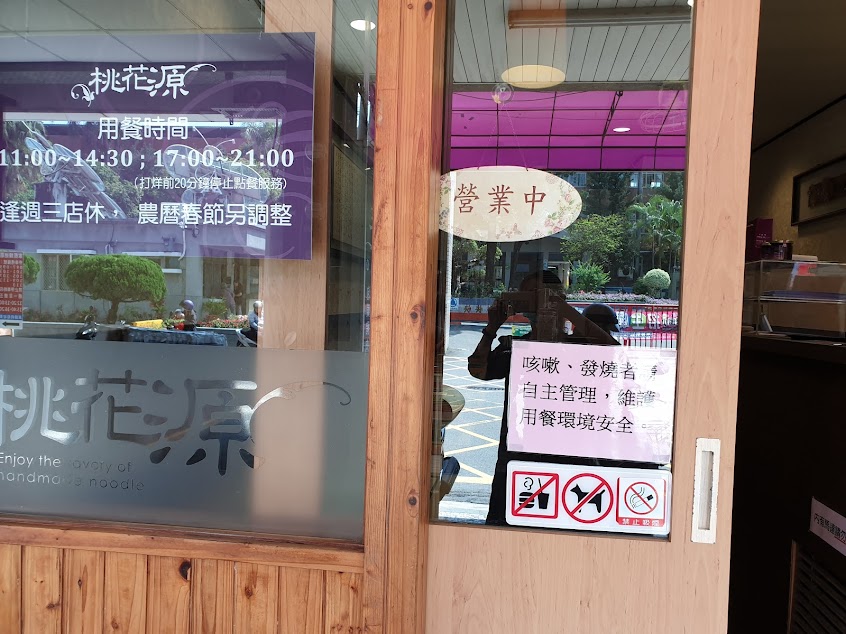 桃花源
用餐時間
11:00~14:30；17:00~21:00
（打烊前20分鐘停止點餐服務）
逢週三店休， 農曆春節另調整
營業中
桃花源
Enjoy the savory of
handmade noodle
咳嗽、發燒者，
自主管理，維護
用餐環境安全。
禁止吸煙